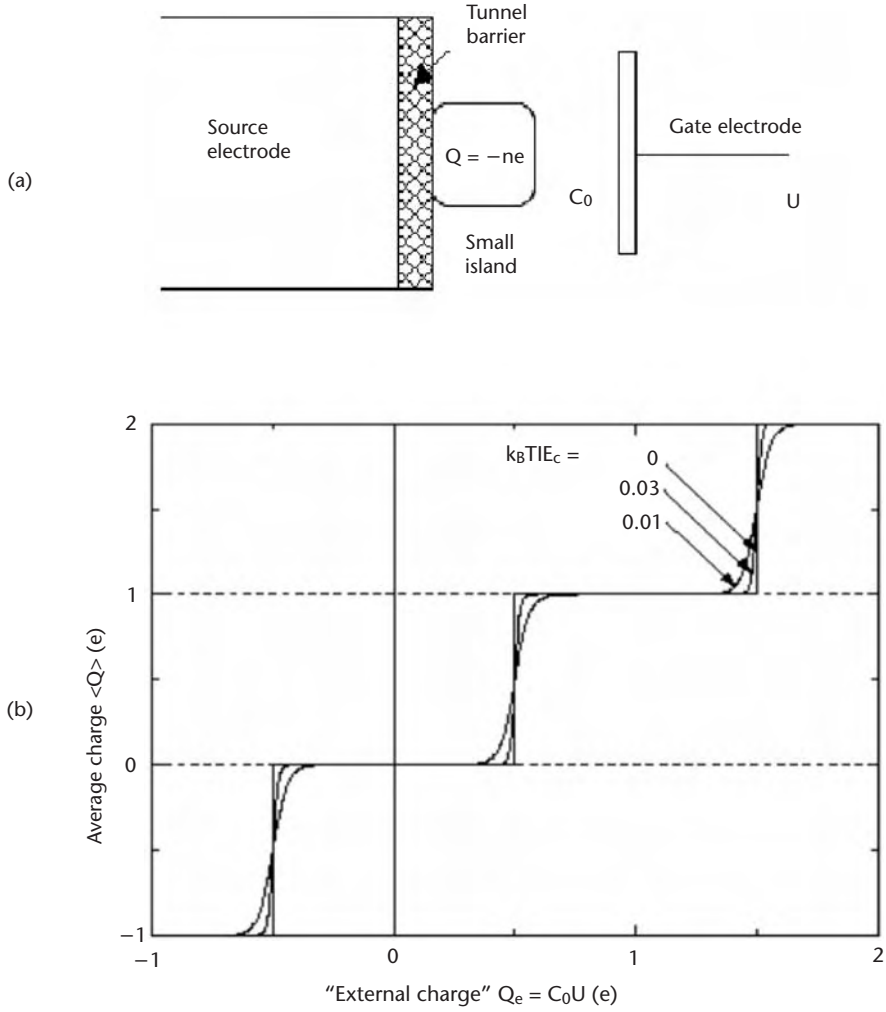 Tunnel
barrier
Source
electrode
Q = −ne
Gate electrode
(a)
C₀
U
Small
island
2
k_BTIE_c = 0
0.03
0.01
1
Average charge <Q> (e)
(b)
0
−1
−1
0
1
2
“External charge” Qₑ = C₀U (e)